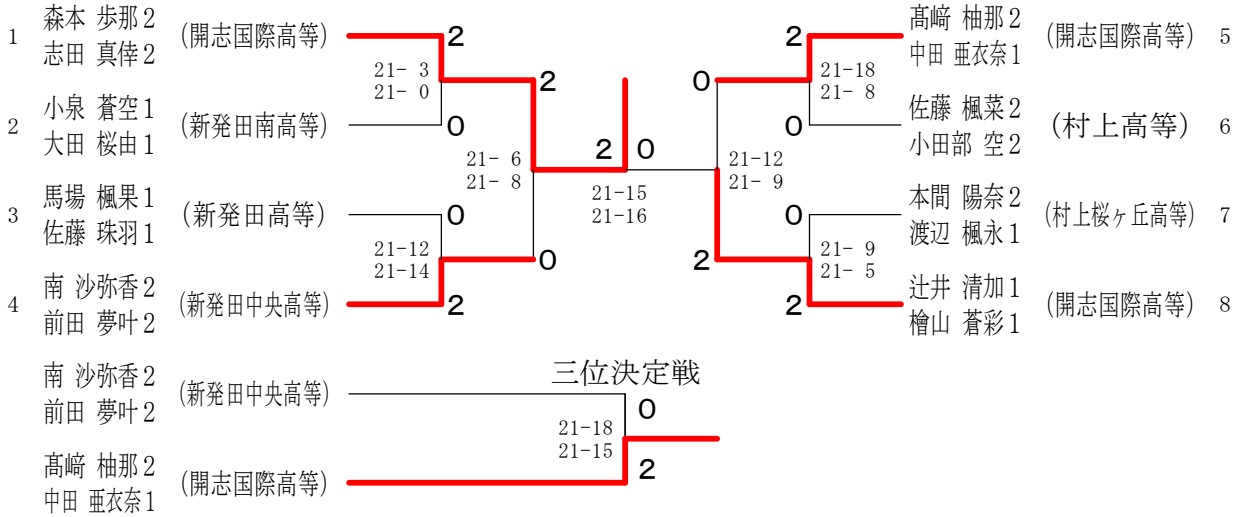 1 森本 歩那2 (開志国際高等)
志田 真倖2
2
21- 3
21- 0
2
2 小泉 蒼空1 (新発田南高等)
大田 桜由1
0
21- 6
21- 8
3 馬場 楓果1 (新発田高等)
佐藤 珠羽1
0
21-12
21-14
0
4 南 沙弥香2 (新発田中央高等)
前田 夢叶2
2
2 0
21-15
21-16
髙﨑 柚那2 (開志国際高等) 5
中田 亜衣奈1
2
0
21-18
21- 8
佐藤 楓菜2 (村上高等) 6
小田部 空2
0
21-12
21- 9
本間 陽奈2 (村上桜ヶ丘高等) 7
渡辺 楓永1
0
21- 9
21- 5
2
辻井 清加1 (開志国際高等) 8
檜山 蒼彩1
2
三位決定戦
南 沙弥香2 (新発田中央高等)
前田 夢叶2
0
21-18
21-15
髙﨑 柚那2 (開志国際高等)
中田 亜衣奈1
2